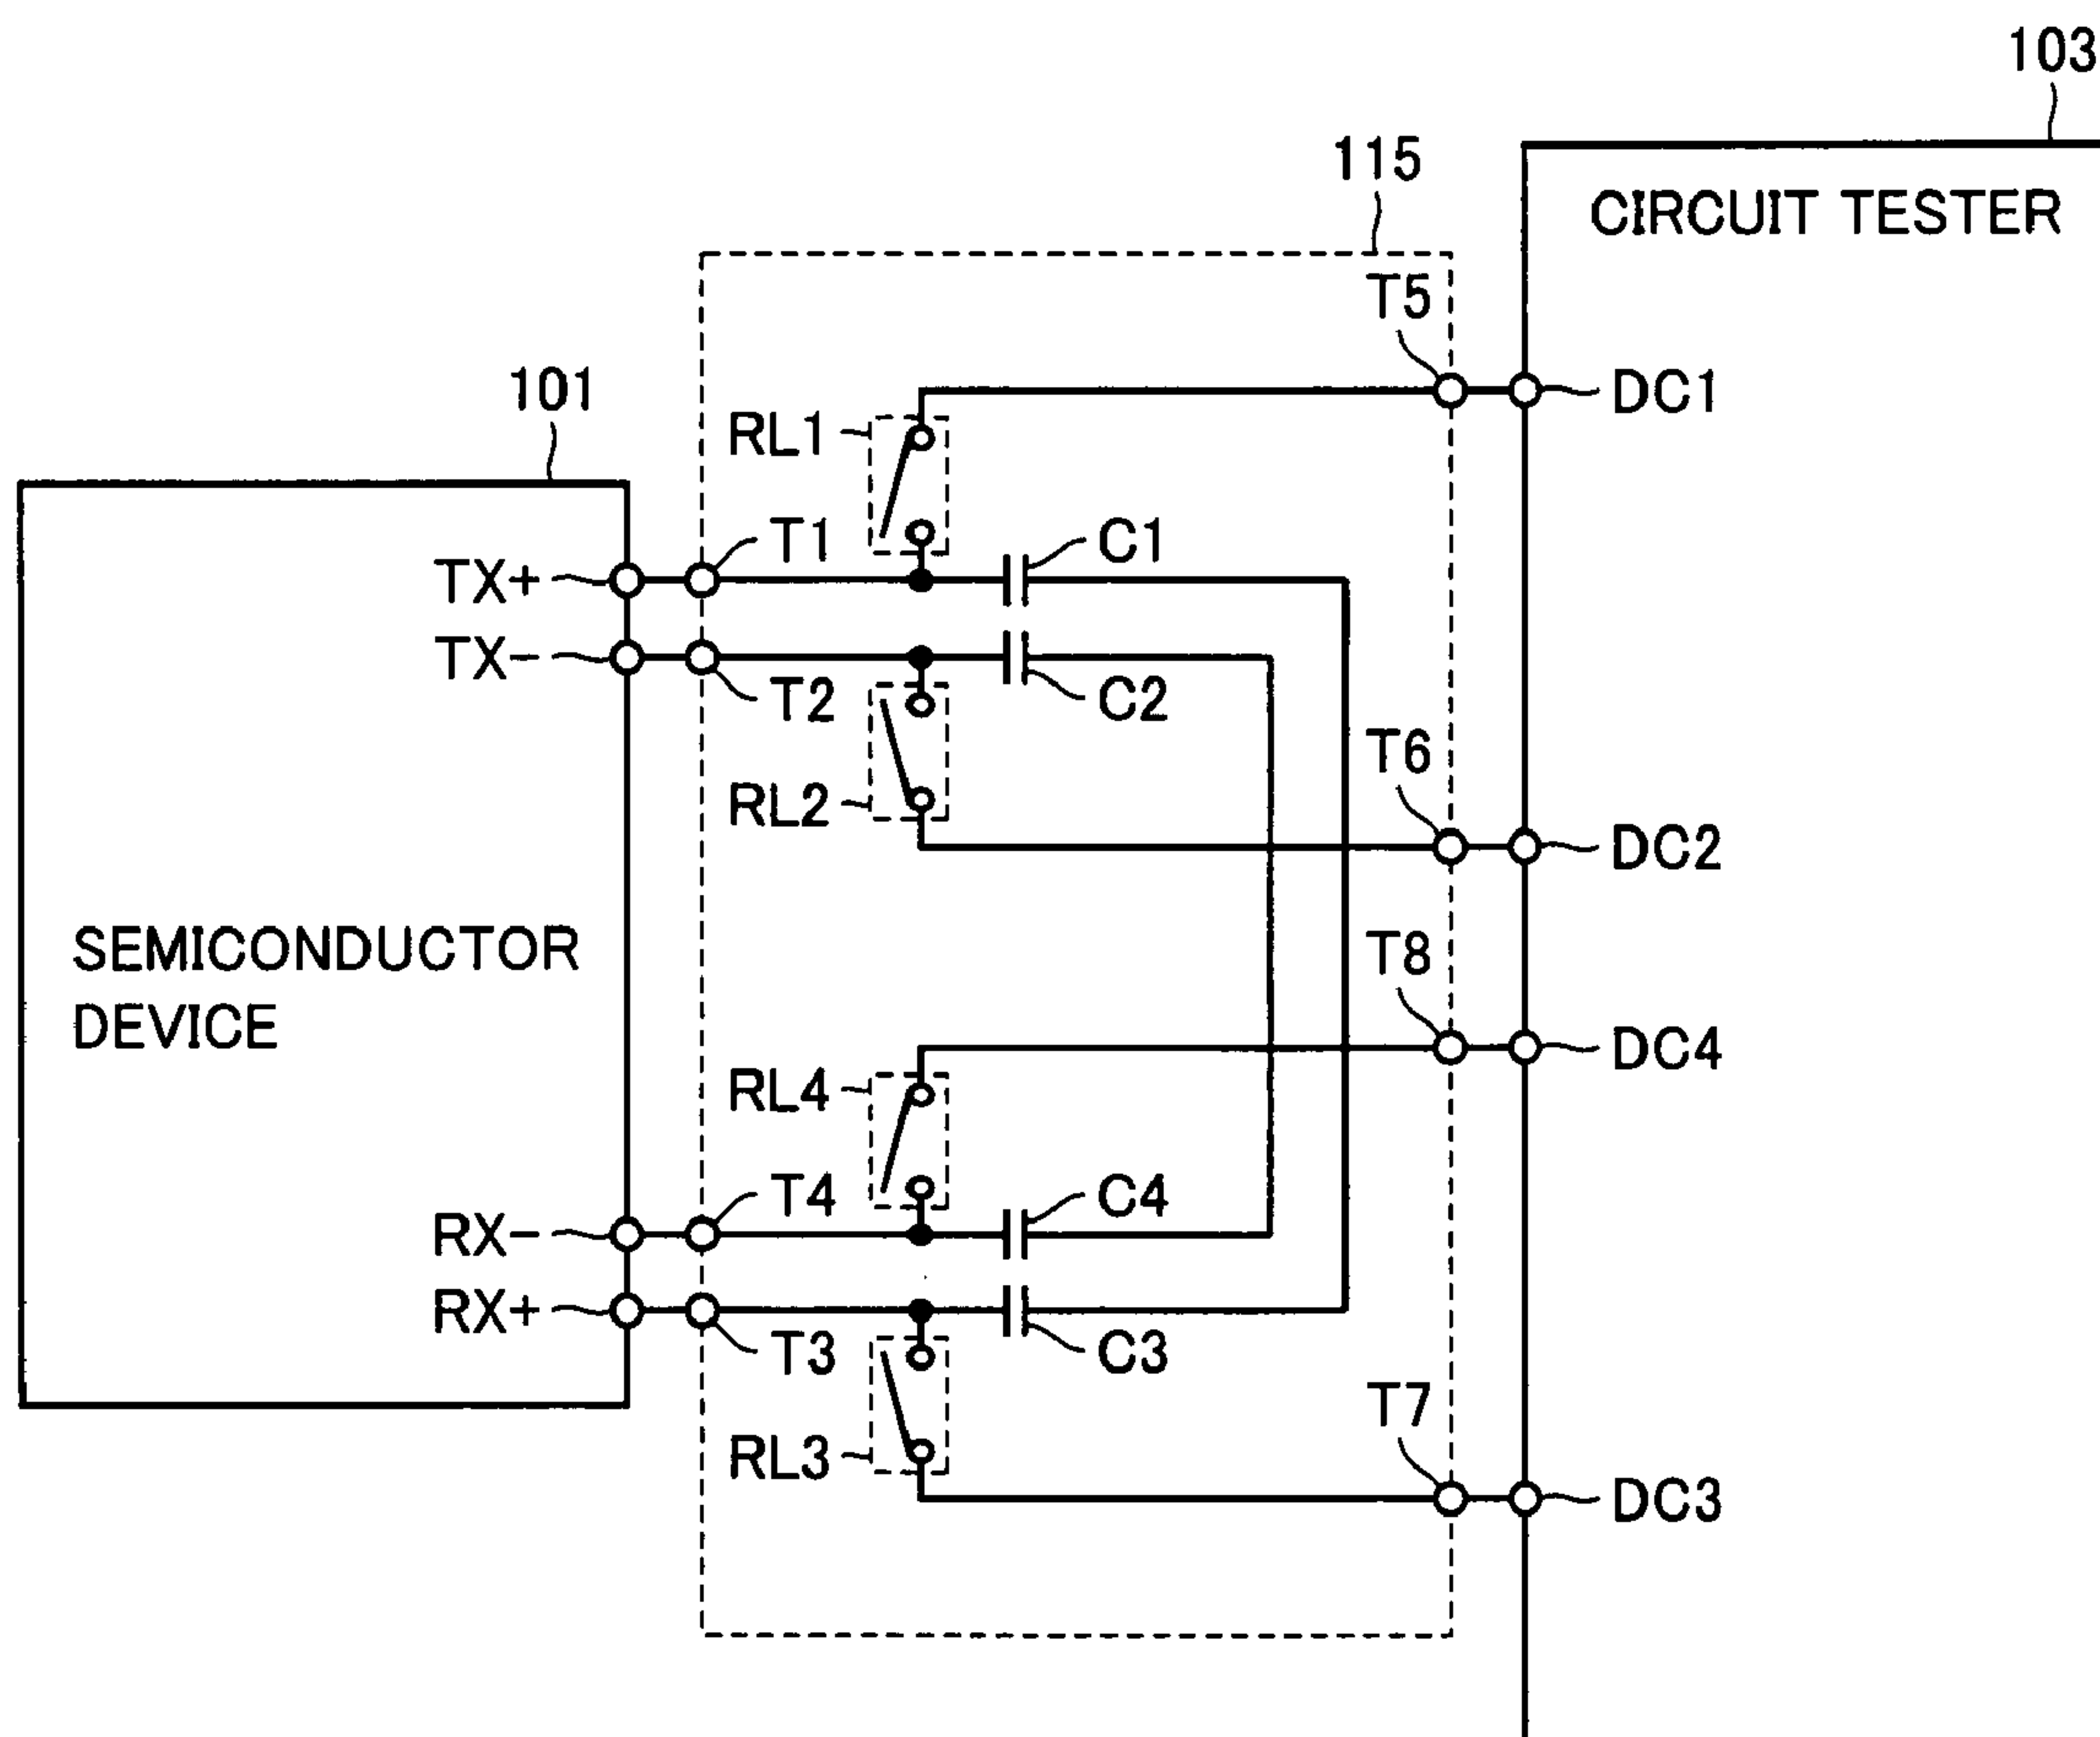 103
115
CIRCUIT TESTER
T5
101
RL1
DC1
T1
C1
TX+
TX-
T2
C2
T6
RL2
DC2
SEMICONDUCTOR
DEVICE
T8
DC4
RL4
T4
C4
RX-
RX+
T3
C3
T7
RL3
DC3